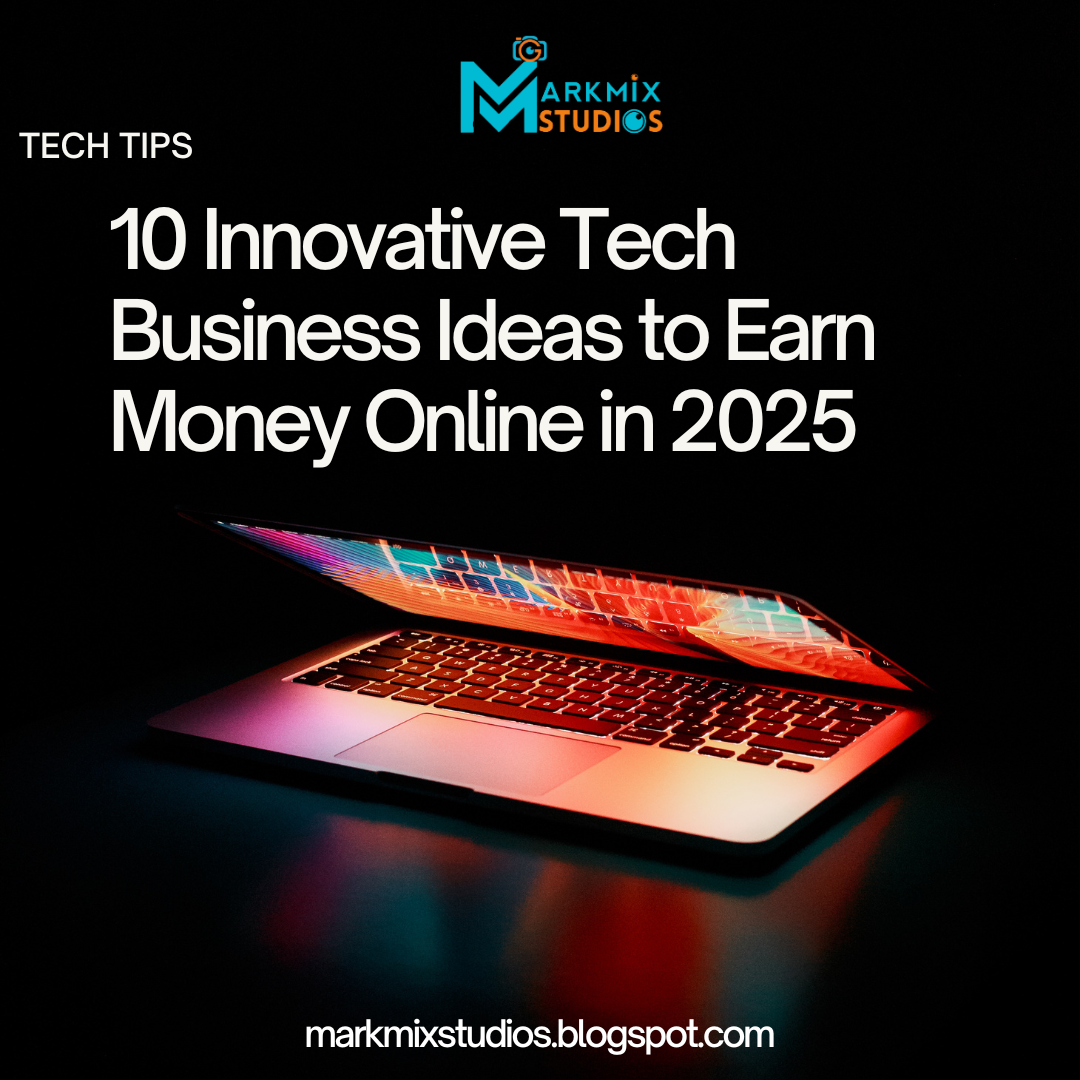 MARKMIX
STUDIOS
TECH TIPS
10 Innovative Tech
Business Ideas to Earn
Money Online in 2025
markmixstudios.blogspot.com